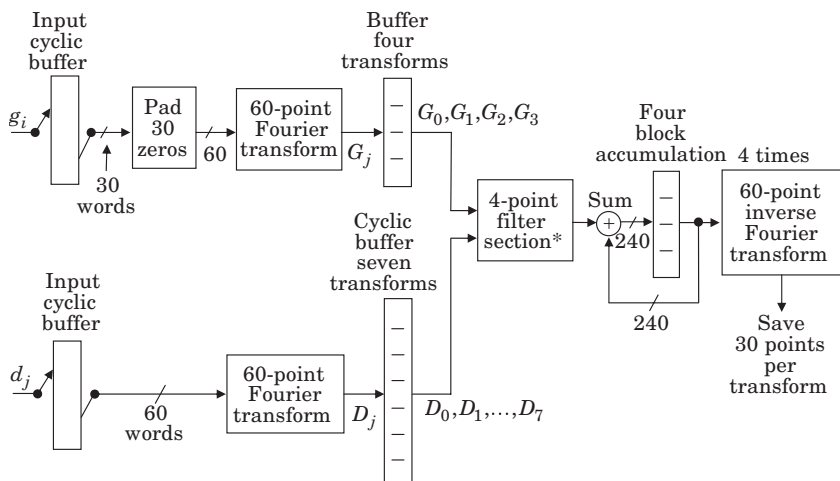 Input
cyclic
buffer
g_i
30
words
Pad
30
zeros
60
60-point
Fourier
transform
G_j
Buffer
four
transforms
G_0, G_1, G_2, G_3
4-point
filter
section*
Sum
+
240
Four
block
accumulation
240
4 times
60-point
inverse
Fourier
transform
Save
30 points
per
transform
Input
cyclic
buffer
d_j
60
words
60-point
Fourier
transform
D_j
Cyclic
buffer
seven
transforms
D_0, D_1, ..., D_7